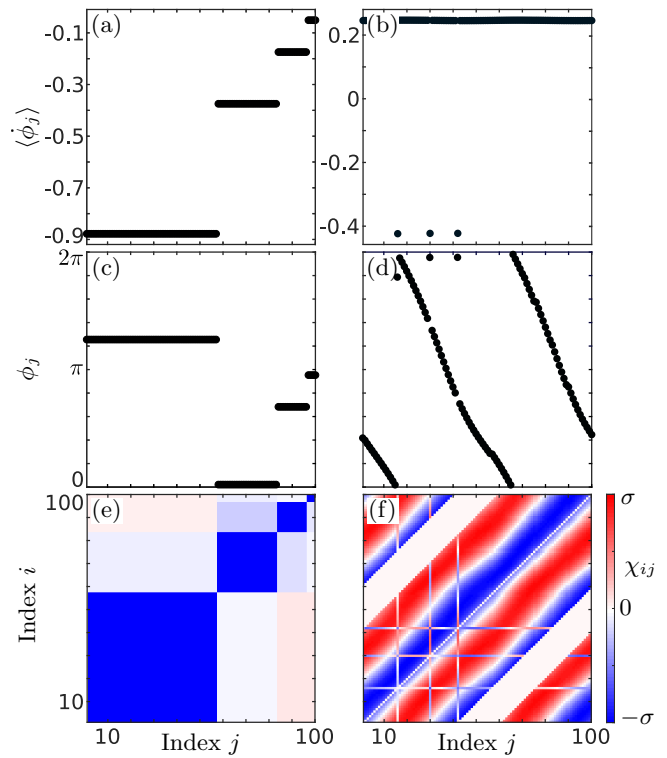 (a)
-0.1
-0.3
-0.5
-0.7
-0.9
⟨ϕ̇ⱼ⟩
(b)
0.2
0
-0.2
-0.4
(c)
2π
π
0
ϕⱼ
(d)
(e)
100
10
Index i
10
100
Index j
(f)
10
100
Index j
σ
χᵢⱼ
0
−σ